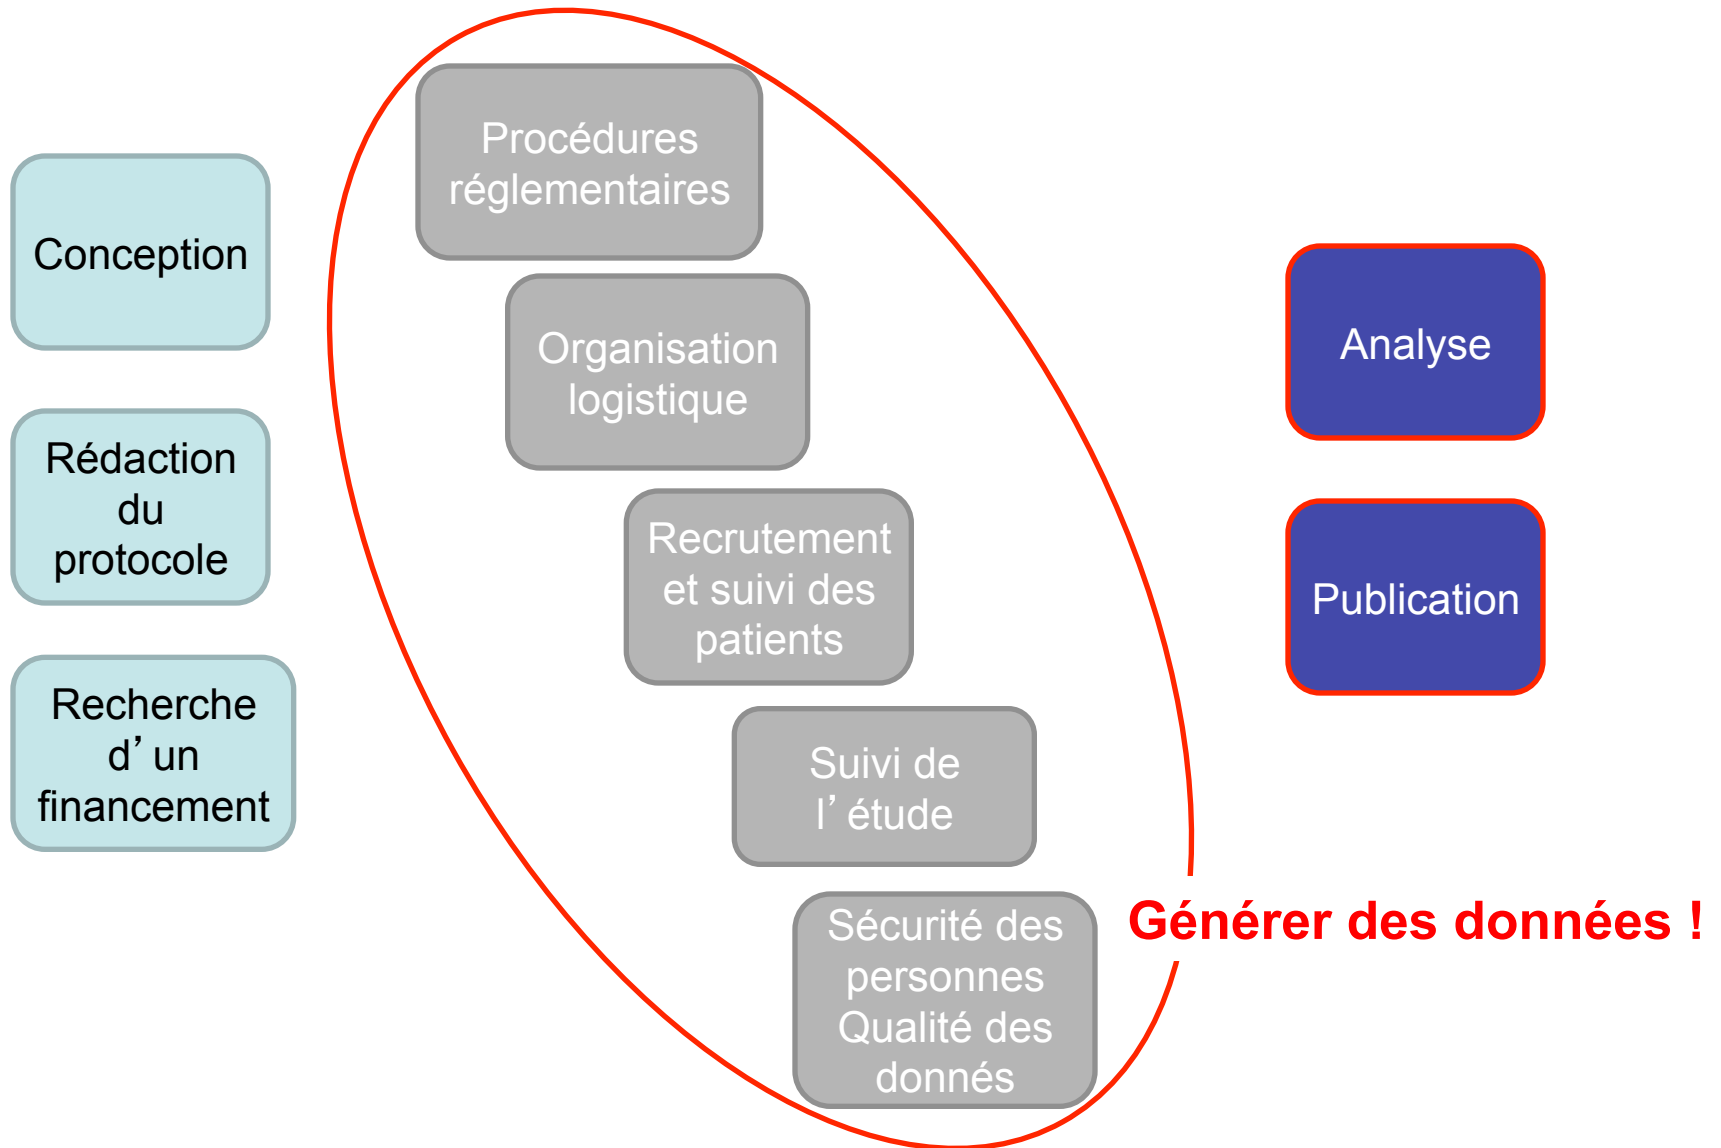 Conception
Rédaction
du
protocole
Recherche
d’ un
financement
Procédures
réglementaires
Organisation
logistique
Recrutement
et suivi des
patients
Suivi de
l’ étude
Sécurité des
personnes
Qualité des
donnés
Générer des données !
Analyse
Publication